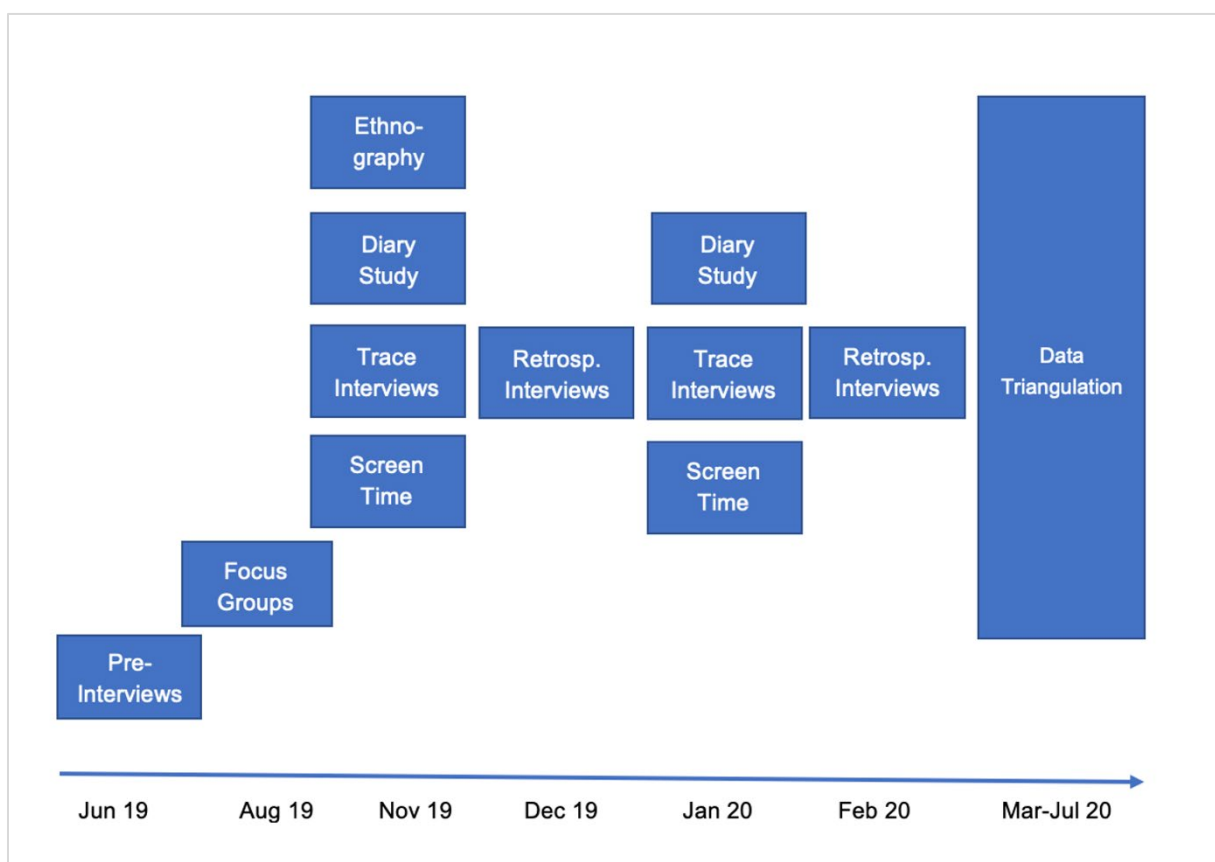 Ethno-
graphy
Diary
Study
Diary
Study
Trace
Interviews
Retrosp.
Interviews
Trace
Interviews
Retrosp.
Interviews
Data
Triangulation
Screen
Time
Screen
Time
Focus
Groups
Pre-
Interviews
Jun 19
Aug 19
Nov 19
Dec 19
Jan 20
Feb 20
Mar-Jul 20